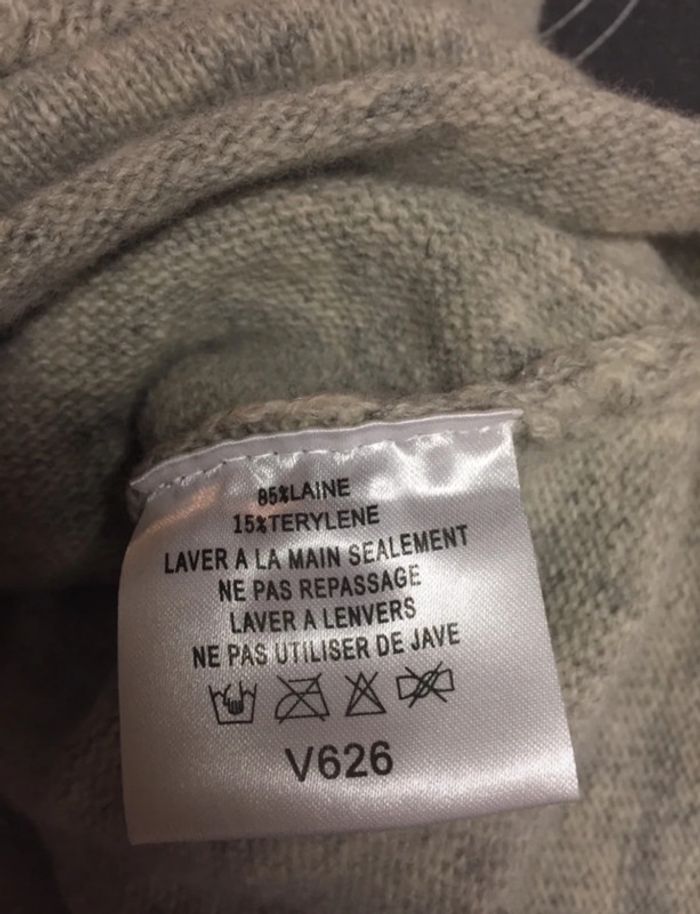 85%LAINE
15%TERYLENE
LAVER A LA MAIN SEALEMENT
NE PAS REPASSAGE
LAVER A LENVERS
NE PAS UTILISER DE JAVE
V626